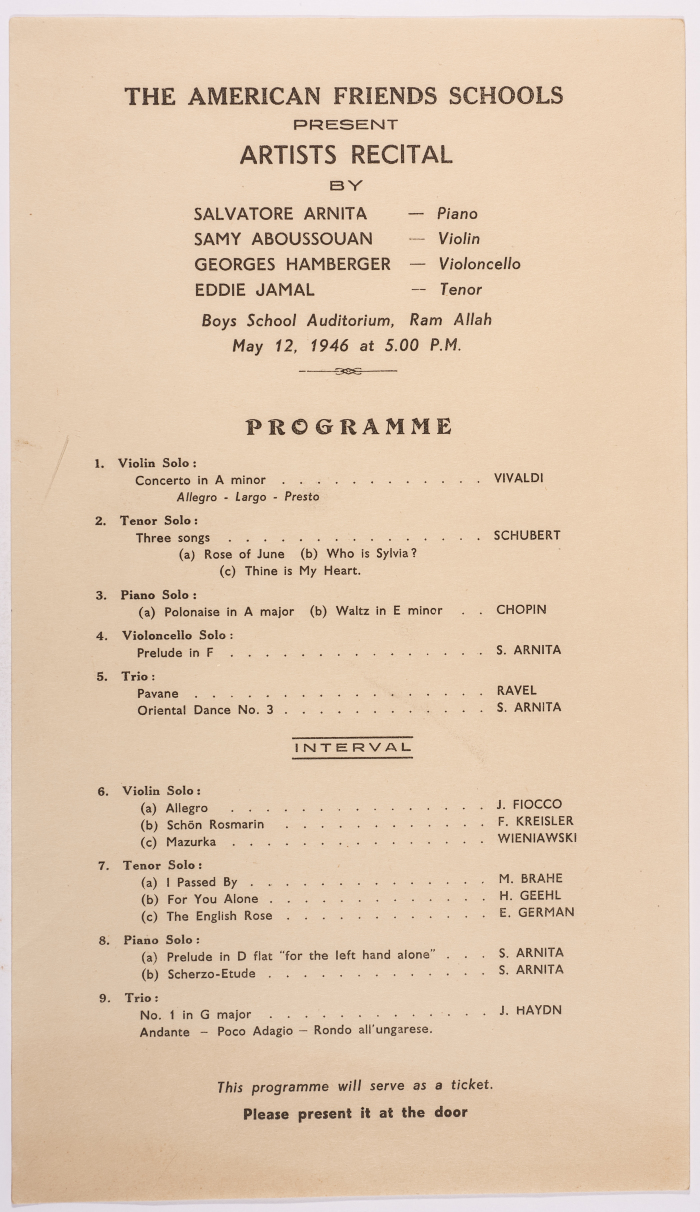 THE AMERICAN FRIENDS SCHOOLS
PRESENT
ARTISTS RECITAL
BY
SALVATORE ARNITA — Piano
SAMY ABOUSSOUAN — Violin
GEORGES HAMBERGER — Violoncello
EDDIE JAMAL -- Tenor
Boys School Auditorium, Ram Allah
May 12, 1946 at 5.00 P.M.
PROGRAMME
1. Violin Solo:
Concerto in A minor . . . . . . . . . . . . VIVALDI
Allegro - Largo - Presto
2. Tenor Solo:
Three songs . . . . . . . . . . . . . . . SCHUBERT
(a) Rose of June (b) Who is Sylvia?
(c) Thine is My Heart.
3. Piano Solo:
(a) Polonaise in A major (b) Waltz in E minor . . CHOPIN
4. Violoncello Solo:
Prelude in F . . . . . . . . . . . . . . . S. ARNITA
5. Trio:
Pavane . . . . . . . . . . . . . . . . . RAVEL
Oriental Dance No. 3 . . . . . . . . . . . . S. ARNITA
INTERVAL
6. Violin Solo:
(a) Allegro . . . . . . . . . . . . . . . J. FIOCCO
(b) Schön Rosmarin . . . . . . . . . . . . F. KREISLER
(c) Mazurka . . . . . . . . . . . . . . . WIENIAWSKI
7. Tenor Solo:
(a) I Passed By . . . . . . . . . . . . . . M. BRAHE
(b) For You Alone . . . . . . . . . . . . . H. GEEHL
(c) The English Rose . . . . . . . . . . . . E. GERMAN
8. Piano Solo:
(a) Prelude in D flat "for the left hand alone" . . . S. ARNITA
(b) Scherzo-Etude . . . . . . . . . . . . . S. ARNITA
9. Trio:
No. 1 in G major . . . . . . . . . . . . . J. HAYDN
Andante — Poco Adagio — Rondo all'ungarese.
This programme will serve as a ticket.
Please present it at the door